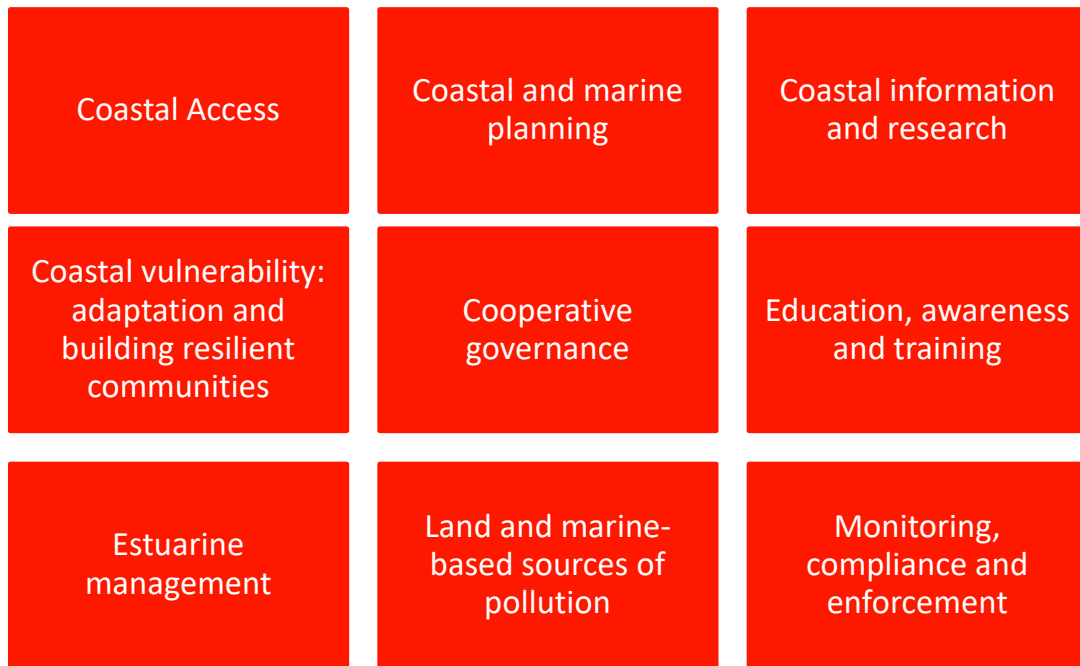 Coastal Access
Coastal and marine
planning
Coastal information
and research
Coastal vulnerability:
adaptation and
building resilient
communities
Cooperative
governance
Education, awareness
and training
Estuarine
management
Land and marine-
based sources of
pollution
Monitoring,
compliance and
enforcement